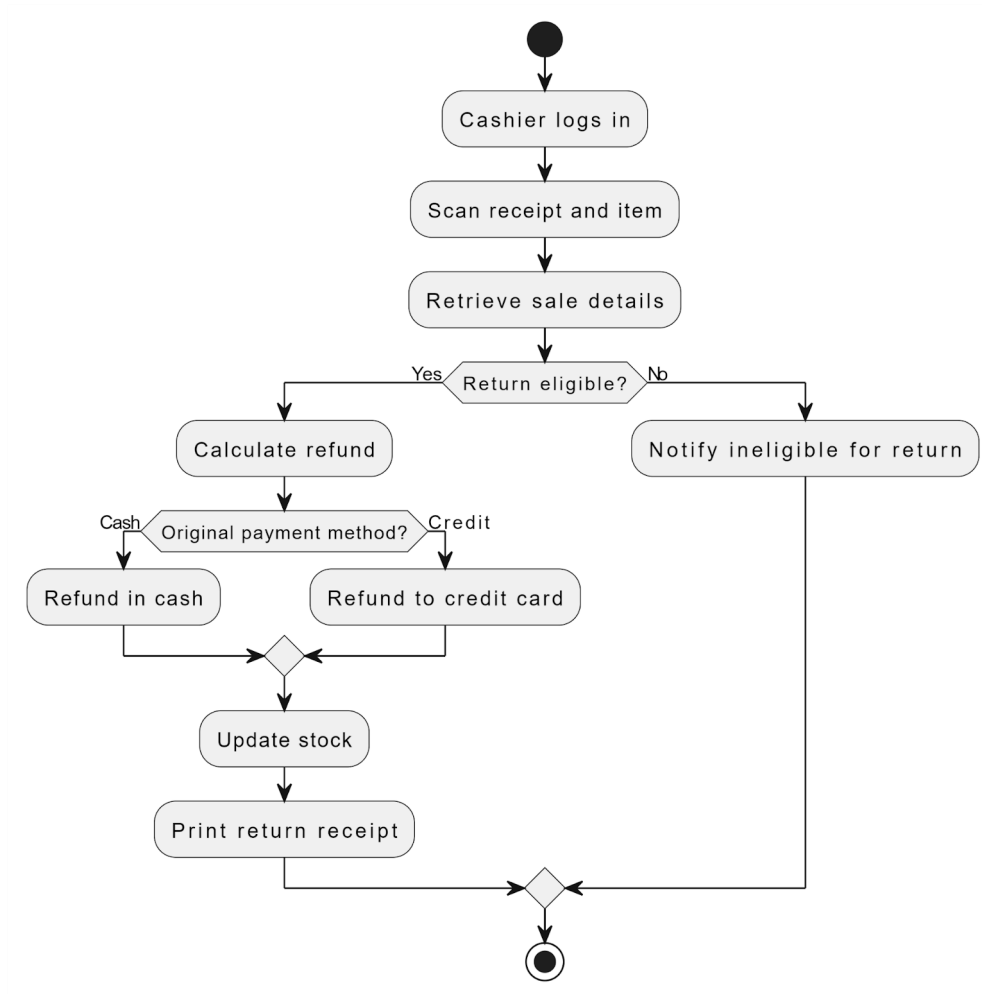 Cashier logs in
Scan receipt and item
Retrieve sale details
Yes
Return eligible?
No
Calculate refund
Notify ineligible for return
Cash
Original payment method?
Credit
Refund in cash
Refund to credit card
Update stock
Print return receipt